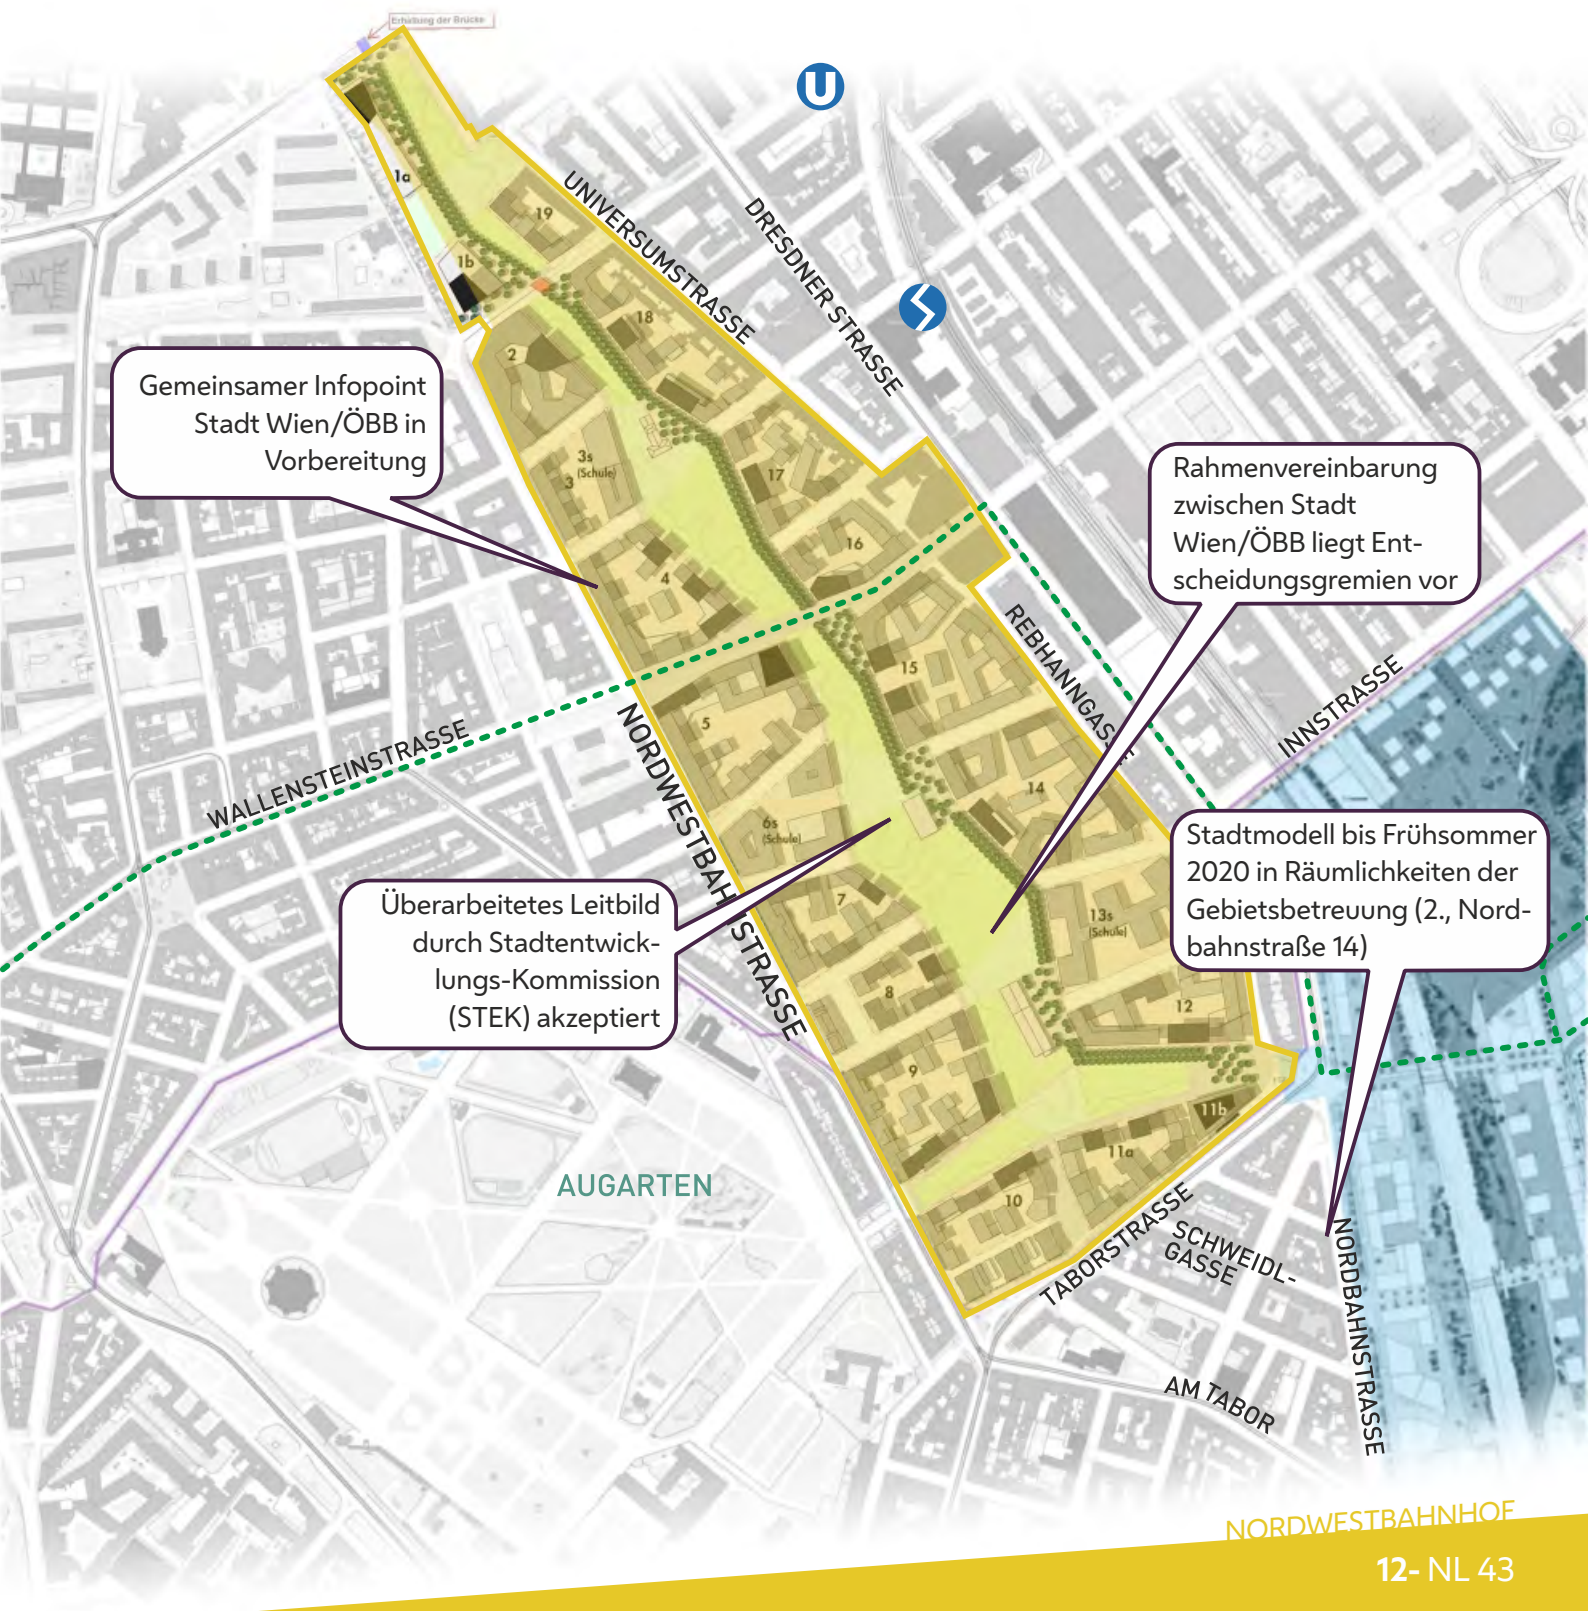 Erhaltung der Brücke
U
1a
19
UNIVERSUMSTRASSE
DRESDNER STRASSE
1b
18
2
Gemeinsamer Infopoint
Stadt Wien/ÖBB in
Vorbereitung
3s
(Schule)
3
17
Rahmenvereinbarung
zwischen Stadt
Wien/ÖBB liegt Ent-
scheidungsgremien vor
16
4
REBHANNGASSE
15
INNSTRASSE
WALLENSTEINSTRASSE
NORDWESTBAHNSTRASSE
5
14
6s
(Schule)
Stadtmodell bis Frühsommer
2020 in Räumlichkeiten der
Gebietsbetreuung (2., Nord-
bahnstraße 14)
Überarbeitetes Leitbild
durch Stadtentwick-
lungs-Kommission
(STEK) akzeptiert
7
13s
(Schule)
8
12
9
11b
11a
AUGARTEN
10
TABORSTRASSE
SCHWEIDL-
GASSE
NORDBAHNSTRASSE
AM TABOR
NORDWESTBAHNHOF
12- NL 43